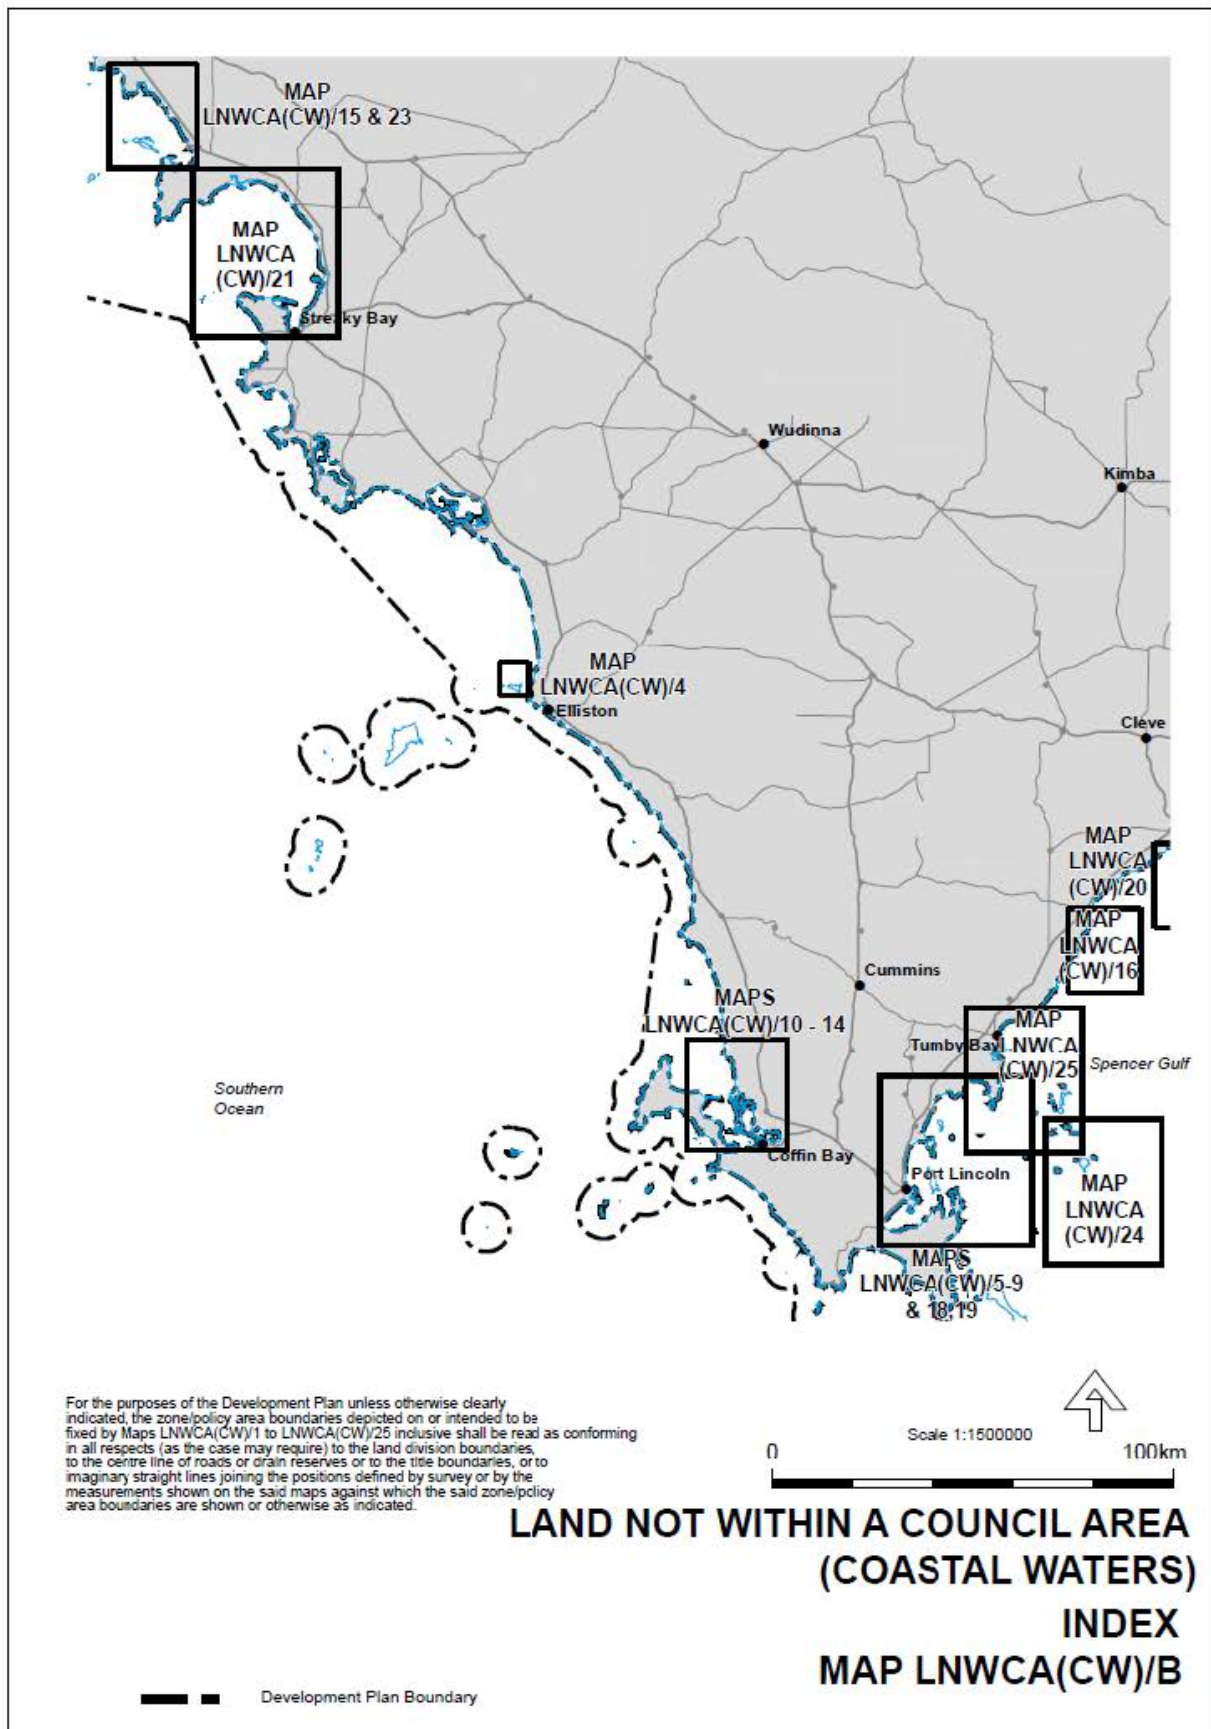 MAP
LNWCA(CW)/15 & 23
MAP
LNWCA
(CW)/21
Streaky Bay
Wudinna
Kimba
MAP
LNWCA(CW)/4
Elliston
Cleve
MAP
LNWCA
(CW)/20
MAP
LNWCA
(CW)/16
Cummins
MAPS
LNWCA(CW)/10 - 14
MAP
LNWCA
(CW)/25
Tumby Bay
Spencer Gulf
Southern
Ocean
Coffin Bay
Port Lincoln
MAP
LNWCA
(CW)/24
MAPS
LNWCA(CW)/5-9
& 18,19
For the purposes of the Development Plan unless otherwise clearly
indicated, the zone/policy area boundaries depicted on or intended to be
fixed by Maps LNWCA(CW)/1 to LNWCA(CW)/25 inclusive shall be read as conforming
in all respects (as the case may require) to the land division boundaries,
to the centre line of roads or drain reserves or to the title boundaries, or to
imaginary straight lines joining the positions defined by survey or by the
measurements shown on the said maps against which the said zone/policy
area boundaries are shown or otherwise as indicated.
Scale 1:1500000
0 100km
LAND NOT WITHIN A COUNCIL AREA
(COASTAL WATERS)
INDEX
MAP LNWCA(CW)/B
Development Plan Boundary